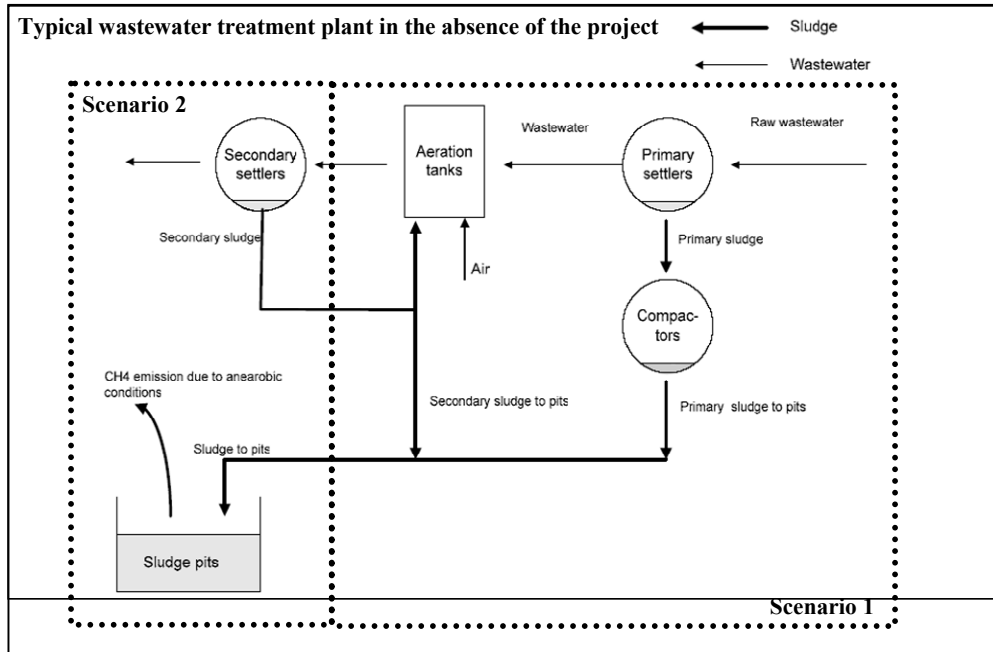 Typical wastewater treatment plant in the absence of the project
Sludge
Wastewater
Scenario 2
Secondary
settlers
Aeration
tanks
Wastewater
Primary
settlers
Raw wastewater
Secondary sludge
Air
Primary sludge
Compac-
tors
CH4 emission due to anearobic
conditions
Secondary sludge to pits
Primary sludge to pits
Sludge to pits
Sludge pits
Scenario 1